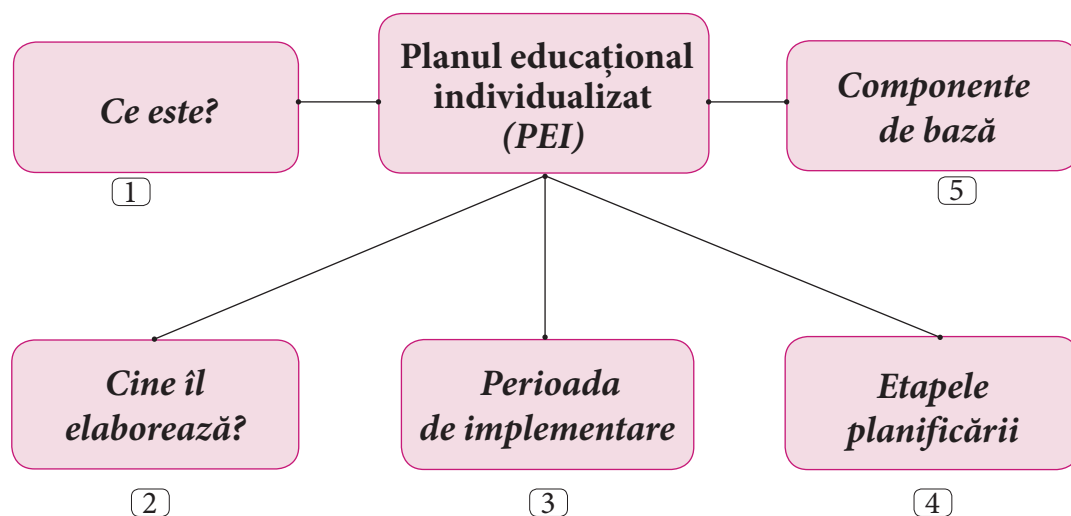 Ce este?
1
Planul educațional
individualizat
(PEI)
Componente
de bază
5
Cine îl
elaborează?
2
Perioada
de implementare
3
Etapele
planificării
4